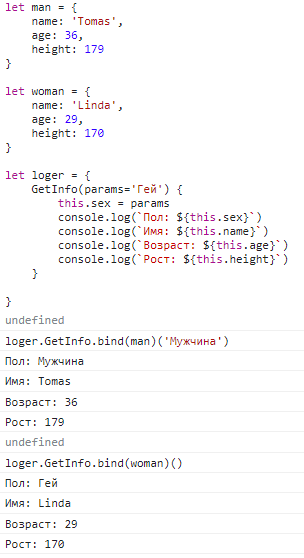 let man = {
    name: 'Tomas',
    age: 36,
    height: 179
}
let woman = {
    name: 'Linda',
    age: 29,
    height: 170
}
let loger = {
    GetInfo(params='Гей') {
        this.sex = params
        console.log(`Пол: ${this.sex}`)
        console.log(`Имя: ${this.name}`)
        console.log(`Возраст: ${this.age}`)
        console.log(`Рост: ${this.height}`)
    }
}
undefined
loger.GetInfo.bind(man)('Мужчина')
Пол: Мужчина
Имя: Tomas
Возраст: 36
Рост: 179
undefined
loger.GetInfo.bind(woman)()
Пол: Гей
Имя: Linda
Возраст: 29
Рост: 170